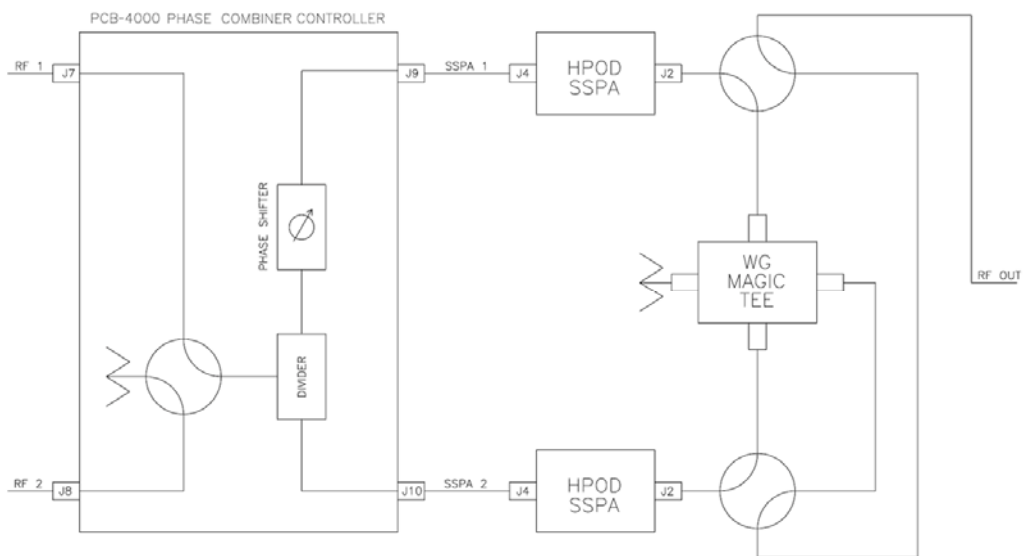 PCB-4000 PHASE COMBINER CONTROLLER
RF 1
J7
J9
SSPA 1
J4
HPOD
SSPA
J2
PHASE SHIFTER
WG
MAGIC
TEE
RF OUT
DIVIDER
RF 2
J8
J10
SSPA 2
J4
HPOD
SSPA
J2